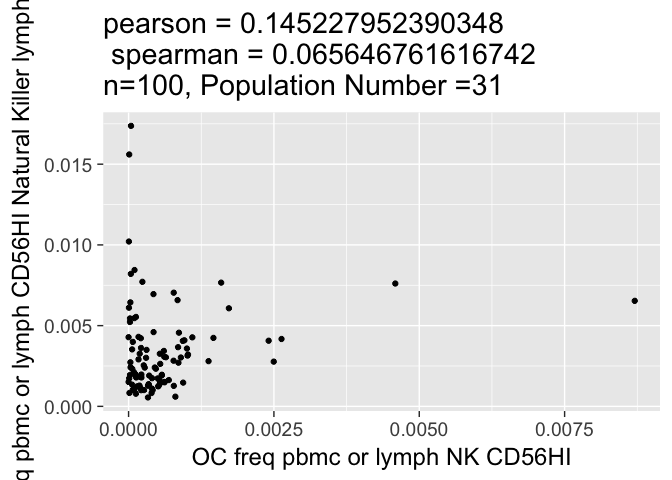 pearson = 0.145227952390348
spearman = 0.065646761616742
n=100, Population Number =31
q pbmc or lymph CD56HI Natural Killer lymph
0.015
0.010
0.005
0.000
0.0000 0.0025 0.0050 0.0075
OC freq pbmc or lymph NK CD56HI